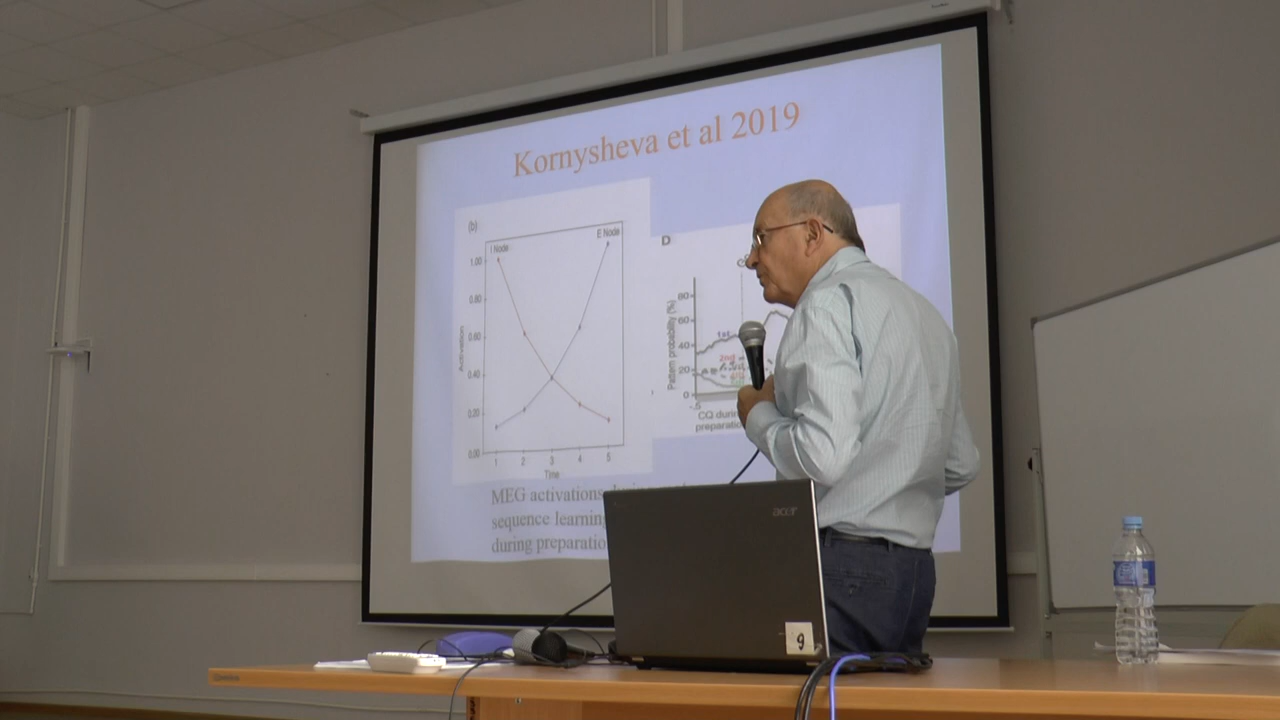 Kornysheva et al 2019
(b)
I Node
E Node
1.00
0.80
0.60
0.40
0.20
0.00
Activation
1 2 3 4 5
Time
D
Pattern probability (%)
80
60
40
20
0
1st
2nd
-.5
CQ durin
preparatio
MEG activations
sequence learning
during preparatio
acer
9